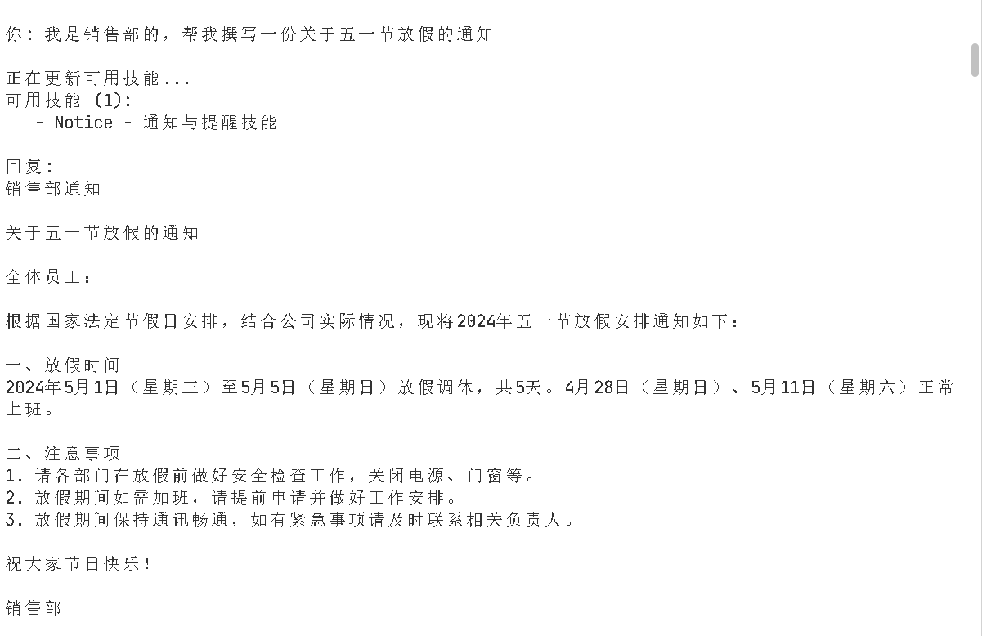 你: 我是销售部的，帮我撰写一份关于五一节放假的通知
正在更新可用技能...
可用技能 (1):
- Notice - 通知与提醒技能
回复:
销售部通知
关于五一节放假的通知
全体员工：
根据国家法定节假日安排，结合公司实际情况，现将2024年五一节放假安排通知如下：
一、放假时间
2024年5月1日（星期三）至5月5日（星期日）放假调休，共5天。4月28日（星期日）、5月11日（星期六）正常
上班。
二、注意事项
1. 请各部门在放假前做好安全检查工作，关闭电源、门窗等。
2. 放假期间如需加班，请提前申请并做好工作安排。
3. 放假期间保持通讯畅通，如有紧急事项请及时联系相关负责人。
祝大家节日快乐！
销售部